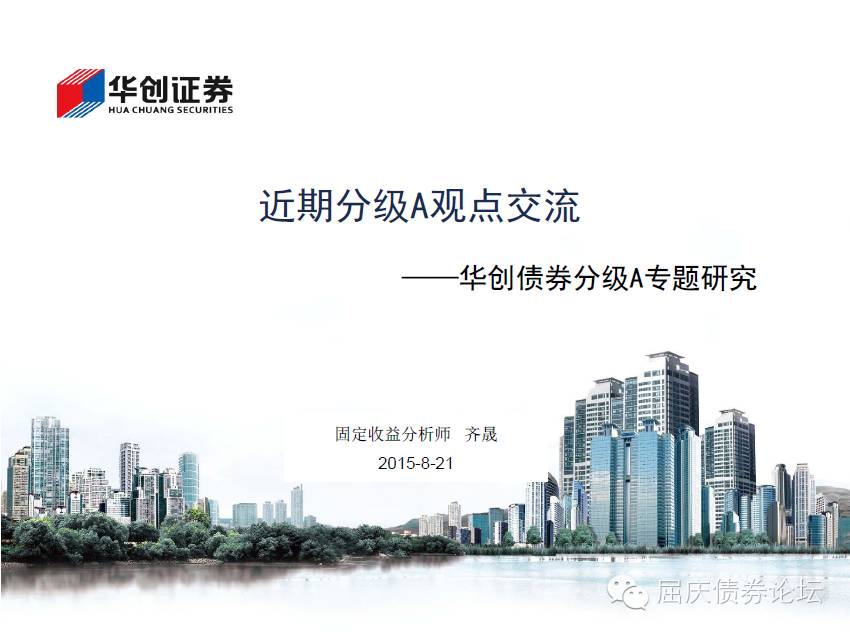 华创证券
HUA CHUANG SECURITIES
近期分级A观点交流
——华创债券分级A专题研究
固定收益分析师 齐晟
2015-8-21
屈庆债券论坛